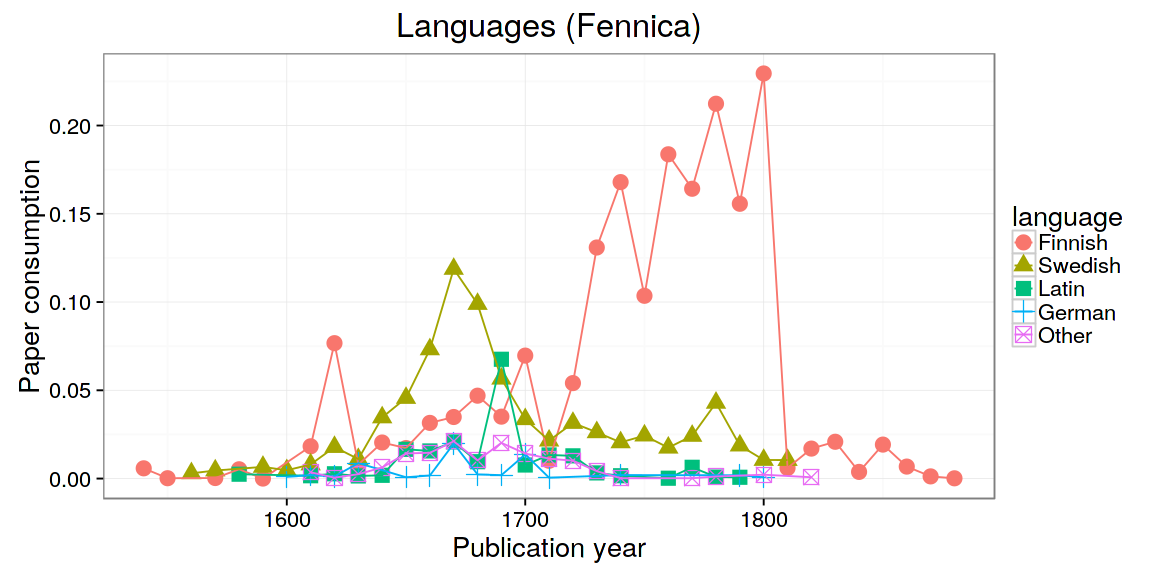 Languages (Fennica)
Paper consumption
0.20
0.15
0.10
0.05
0.00
1600 1700 1800
Publication year
language
Finnish
Swedish
Latin
German
Other